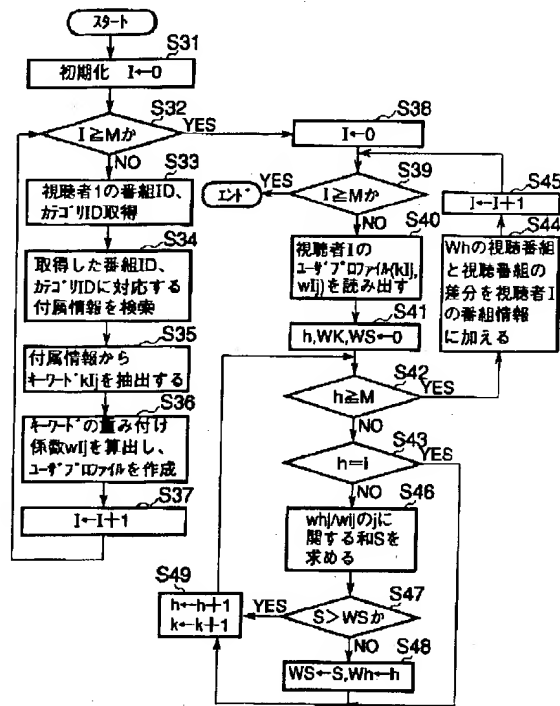 スタート
S31
初期化 I←0
S32
I≧Mか
YES
NO
S33
視聴者1の番組ID、
カテゴリID取得
S34
取得した番組ID、
カテゴリIDに対応する
付属情報を検索
S35
付属情報から
キーワードkIjを抽出する
S36
キーワードの重み付け
係数wIjを算出し、
ユーザプロファイルを作成
S37
I←I+1
S38
I←0
S39
I≧Mか
YES
エンド
NO
S40
視聴者Iの
ユーザプロファイル(kIj,
wIj)を読み出す
S41
h,WK,WS←0
S42
h≧M
YES
NO
S43
h=i
YES
NO
S44
Whの視聴番組
と視聴番組の
差分を視聴者I
の番組情報
に加える
S45
I←I+1
S46
whj/wijのjに
関する和Sを
求める
S47
S>WSか
YES
NO
S48
WS←S,Wh←h
S49
h←h+1
k←k+1